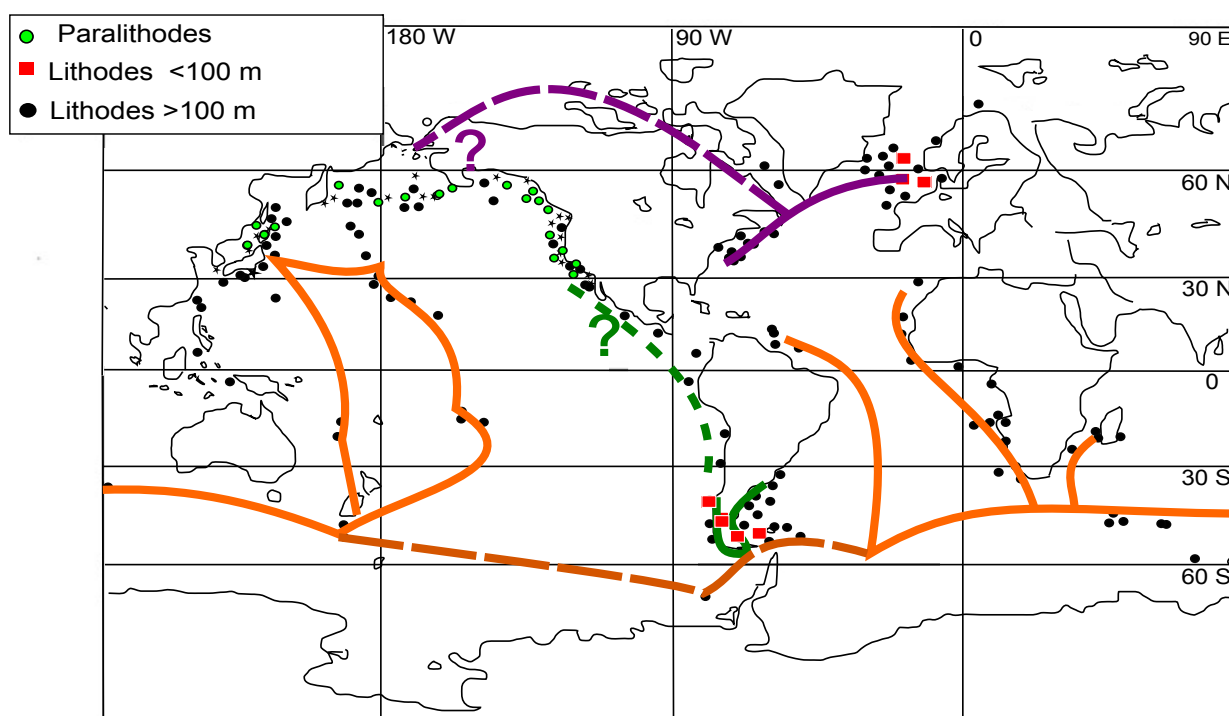 Paralithodes
Lithodes <100 m
Lithodes >100 m
180 W
90 W
0
90 E
?
60 N
30 N
?
0
30 S
60 S